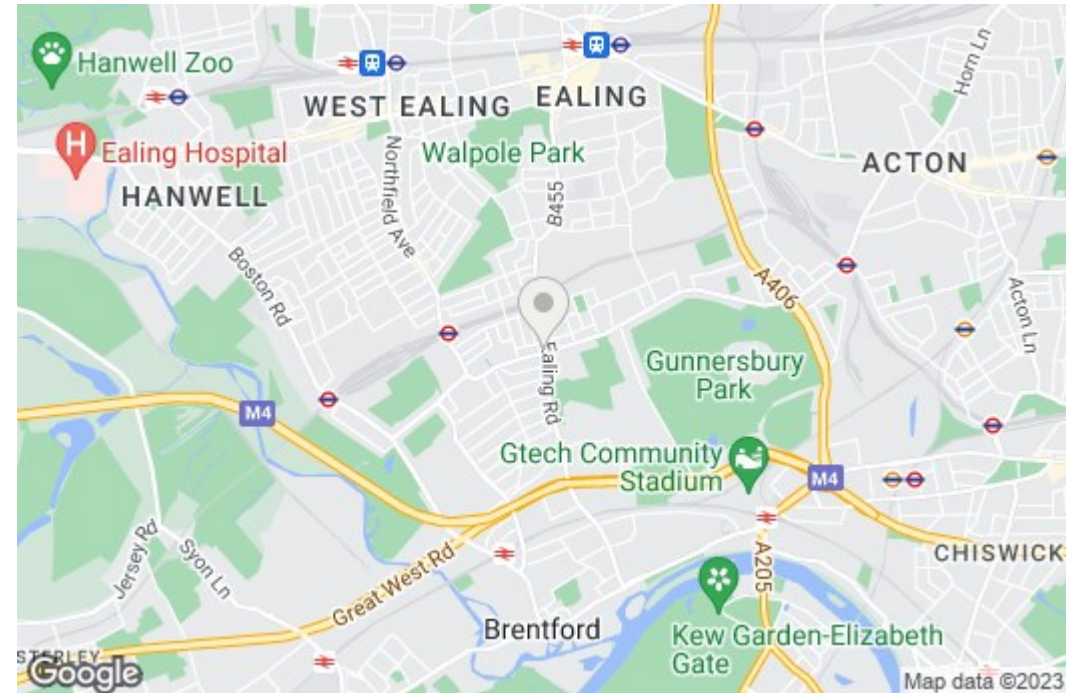 Hanwell Zoo
WEST EALING
EALING
Horn Ln
H
Ealing Hospital
Walpole Park
ACTON
HANWELL
Northfield Ave
B455
Boston Rd
A406
Acton Ln
Ealing Rd
Gunnersbury
Park
M4
Gtech Community
Stadium
M4
Jersey Rd
Syon Ln
Great West Rd
A205
CHISWICK
Brentford
Kew Garden-Elizabeth
Gate
STERLEY
Google
Map data ©2023